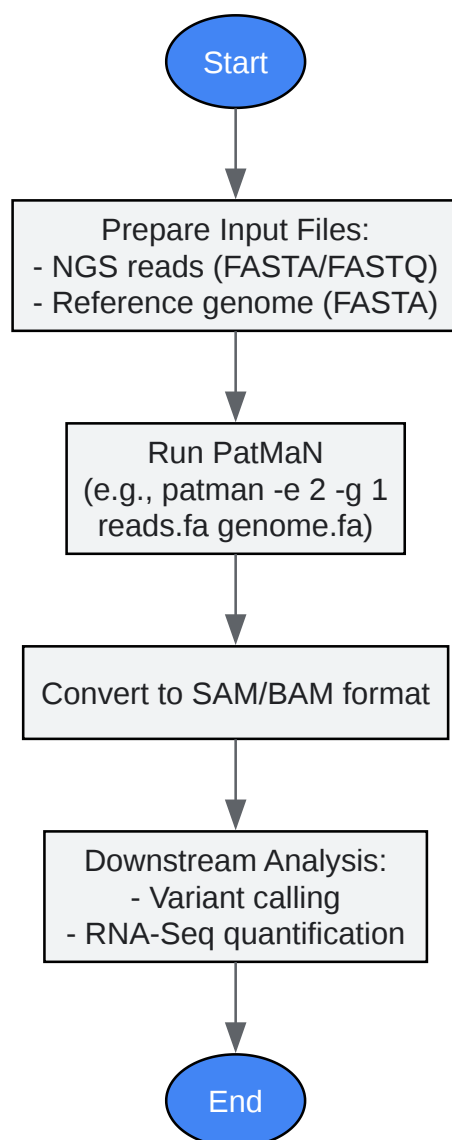 Start
Prepare Input Files:
- NGS reads (FASTA/FASTQ)
- Reference genome (FASTA)
Run PatMaN
(e.g., patman -e 2 -g 1
reads.fa genome.fa)
Convert to SAM/BAM format
Downstream Analysis:
- Variant calling
- RNA-Seq quantification
End